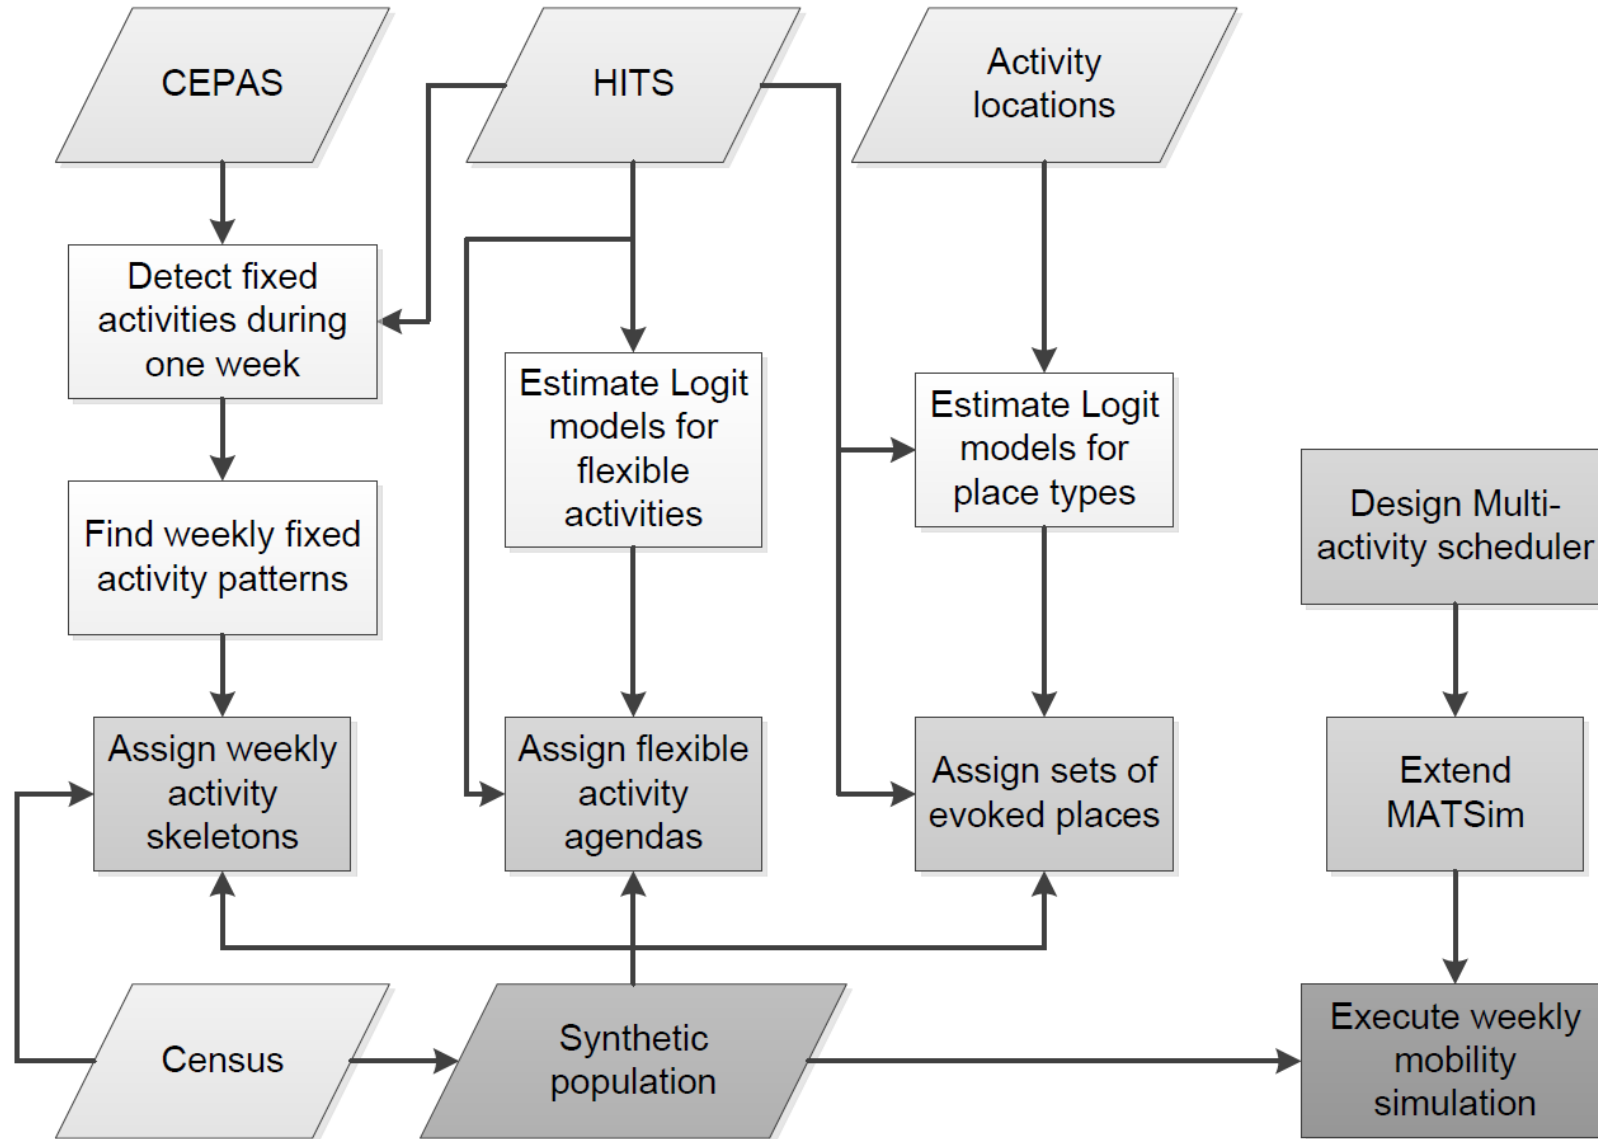 CEPAS
HITS
Activity
locations
Detect fixed
activities during
one week
Estimate Logit
models for
flexible
activities
Estimate Logit
models for
place types
Find weekly fixed
activity patterns
Design Multi-
activity scheduler
Assign weekly
activity
skeletons
Assign flexible
activity
agendas
Assign sets of
evoked places
Extend
MATSim
Census
Synthetic
population
Execute weekly
mobility
simulation